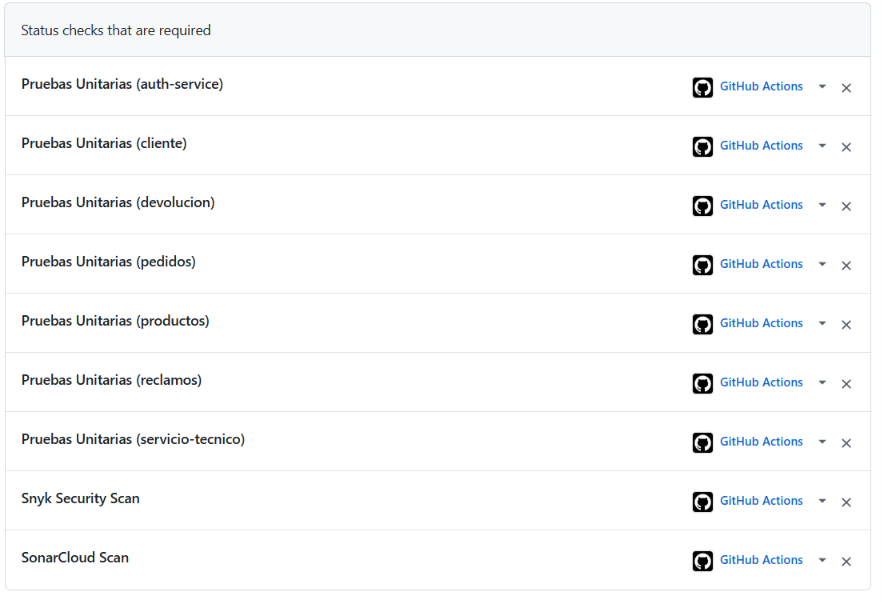 Status checks that are required
Pruebas Unitarias (auth-service) GitHub Actions
Pruebas Unitarias (cliente) GitHub Actions
Pruebas Unitarias (devolucion) GitHub Actions
Pruebas Unitarias (pedidos) GitHub Actions
Pruebas Unitarias (productos) GitHub Actions
Pruebas Unitarias (reclamos) GitHub Actions
Pruebas Unitarias (servicio-tecnico) GitHub Actions
Snyk Security Scan GitHub Actions
SonarCloud Scan GitHub Actions